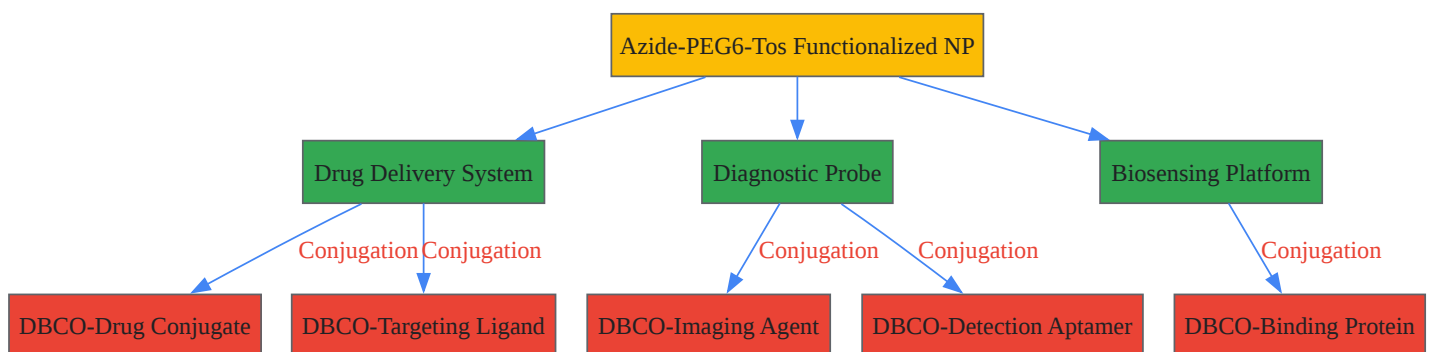 Azide-PEG6-Tos Functionalized NP
Drug Delivery System
Diagnostic Probe
Biosensing Platform
Conjugation
Conjugation
Conjugation
Conjugation
Conjugation
DBCO-Drug Conjugate
DBCO-Targeting Ligand
DBCO-Imaging Agent
DBCO-Detection Aptamer
DBCO-Binding Protein